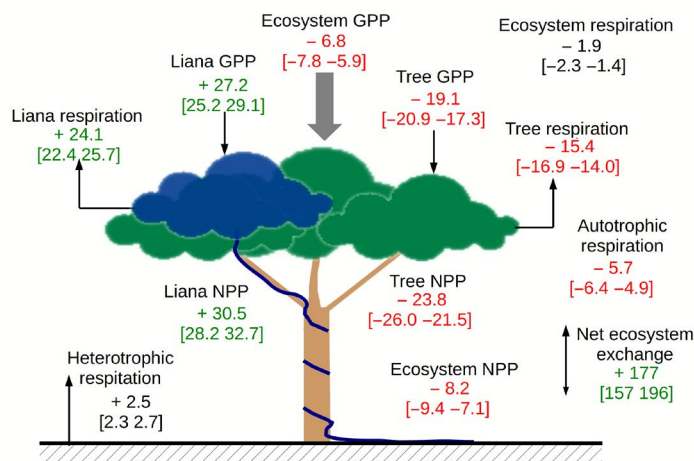 Ecosystem GPP
− 6.8
[−7.8 −5.9]
Ecosystem respiration
− 1.9
[−2.3 −1.4]
Liana GPP
+ 27.2
[25.2 29.1]
Tree GPP
− 19.1
[−20.9 −17.3]
Liana respiration
+ 24.1
[22.4 25.7]
Tree respiration
− 15.4
[−16.9 −14.0]
Autotrophic
respiration
− 5.7
[−6.4 −4.9]
Liana NPP
+ 30.5
[28.2 32.7]
Tree NPP
− 23.8
[−26.0 −21.5]
Net ecosystem
exchange
+ 177
[157 196]
Heterotrophic
respitation
+ 2.5
[2.3 2.7]
Ecosystem NPP
− 8.2
[−9.4 −7.1]